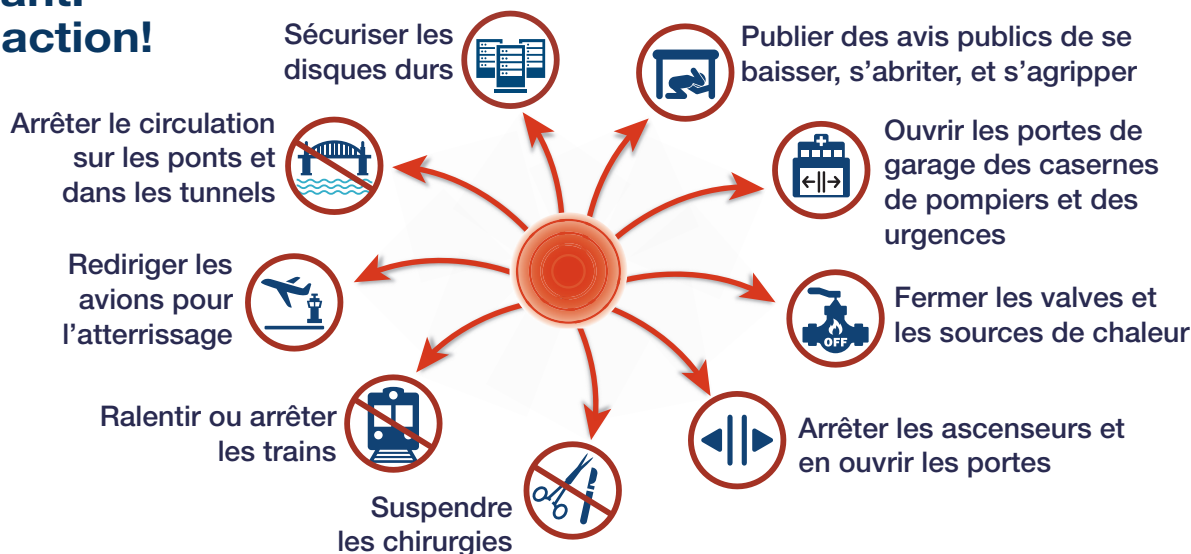 action!
Sécuriser les
disques durs
Publier des avis publics de se
baisser, s’abriter, et s’agripper
Arrêter le circulation
sur les ponts et
dans les tunnels
Ouvrir les portes de
garage des casernes
de pompiers et des
urgences
Rediriger les
avions pour
l’atterrissage
Fermer les valves et
les sources de chaleur
OFF
Ralentir ou arrêter
les trains
Arrêter les ascenseurs et
en ouvrir les portes
Suspendre
les chirurgies